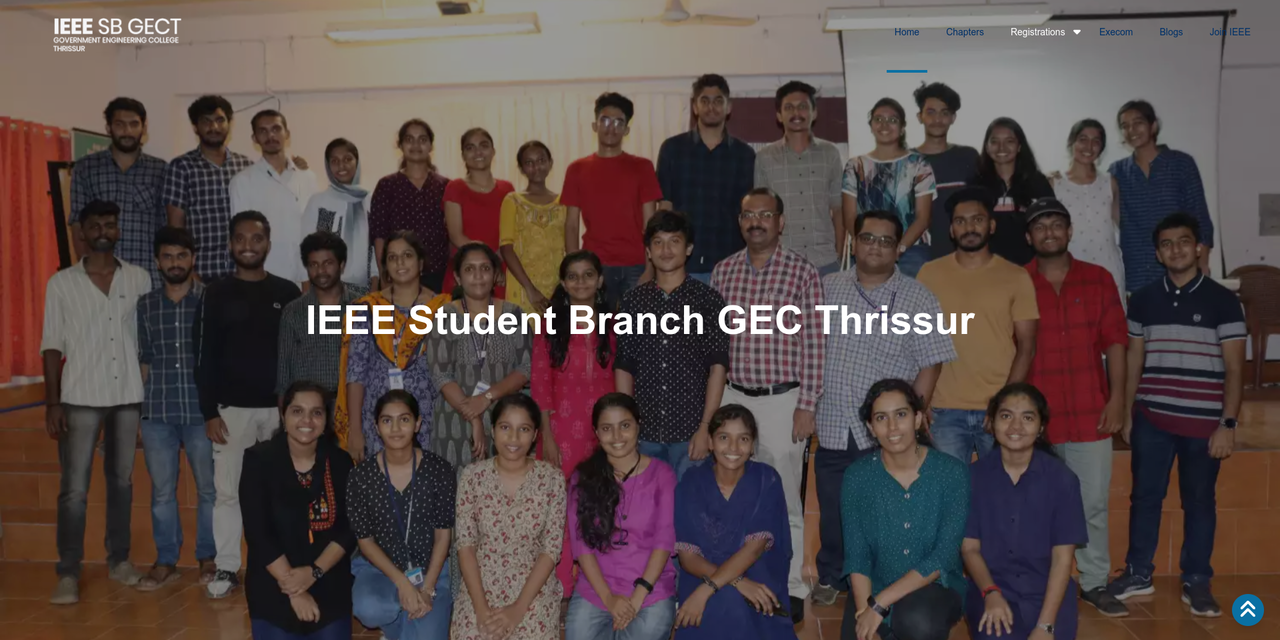 IEEE SB GECT
GOVERNMENT ENGINEERING COLLEGE
THRISSUR
Home
Chapters
Registrations
Execom
Blogs
Join IEEE
IEEE Student Branch GEC Thrissur